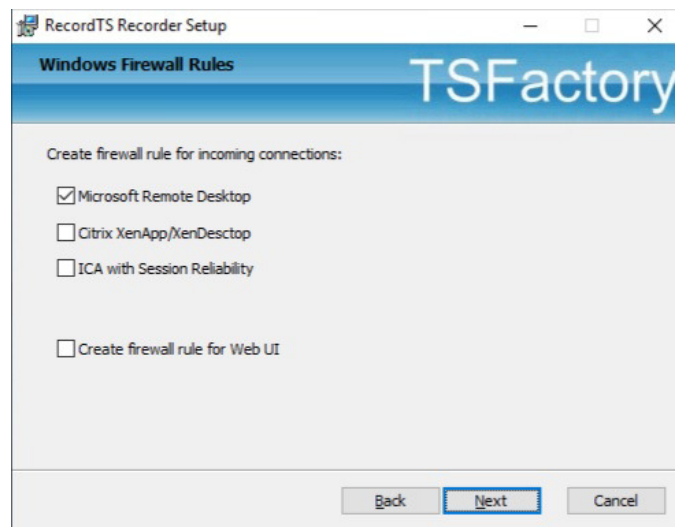 RecordTS Recorder Setup
Windows Firewall Rules
TSFactory
Create firewall rule for incoming connections:
Microsoft Remote Desktop
Citrix XenApp/XenDesctop
ICA with Session Reliability
Create firewall rule for Web UI
Back Next Cancel